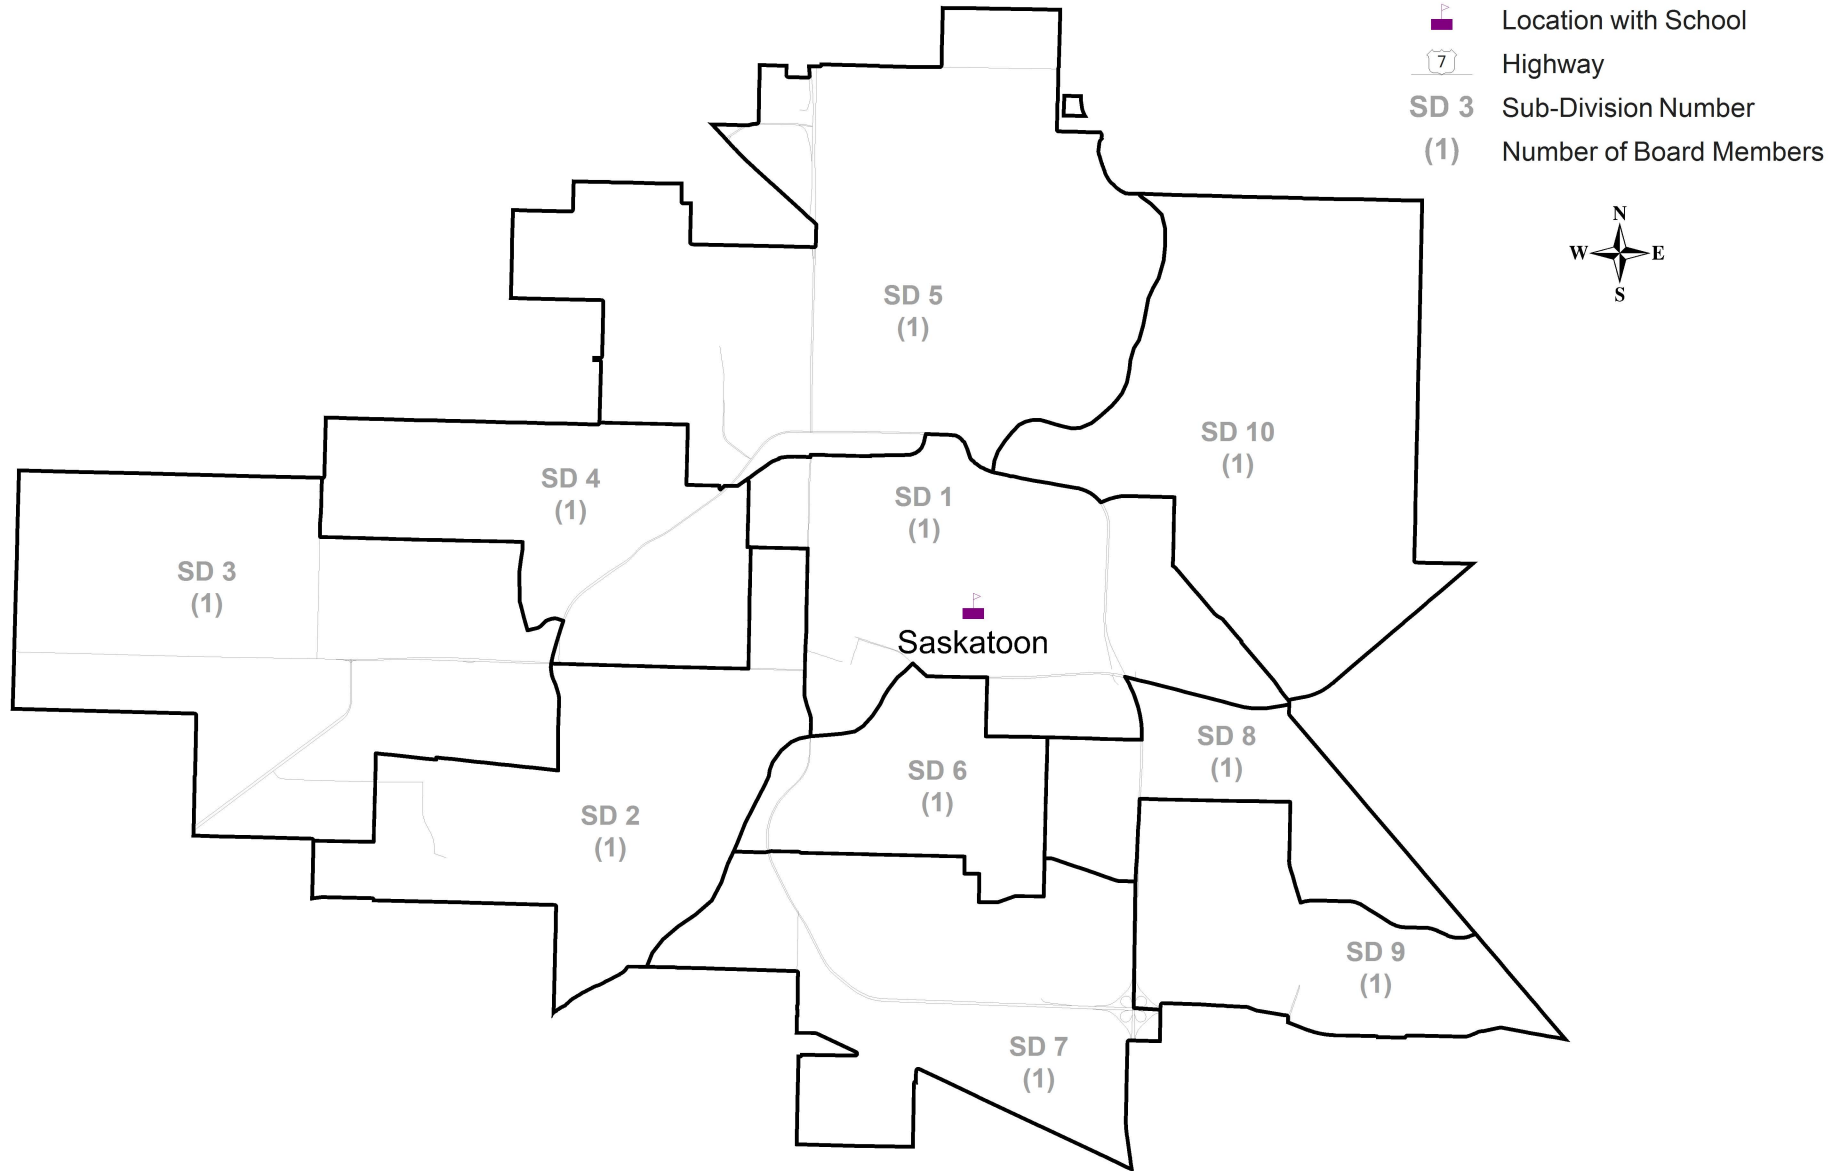 Location with School
7
Highway
SD 3
Sub-Division Number
(1)
Number of Board Members
N
W
E
S
SD 5
(1)
SD 10
(1)
SD 4
(1)
SD 1
(1)
SD 3
(1)
Saskatoon
SD 8
(1)
SD 6
(1)
SD 2
(1)
SD 9
(1)
SD 7
(1)